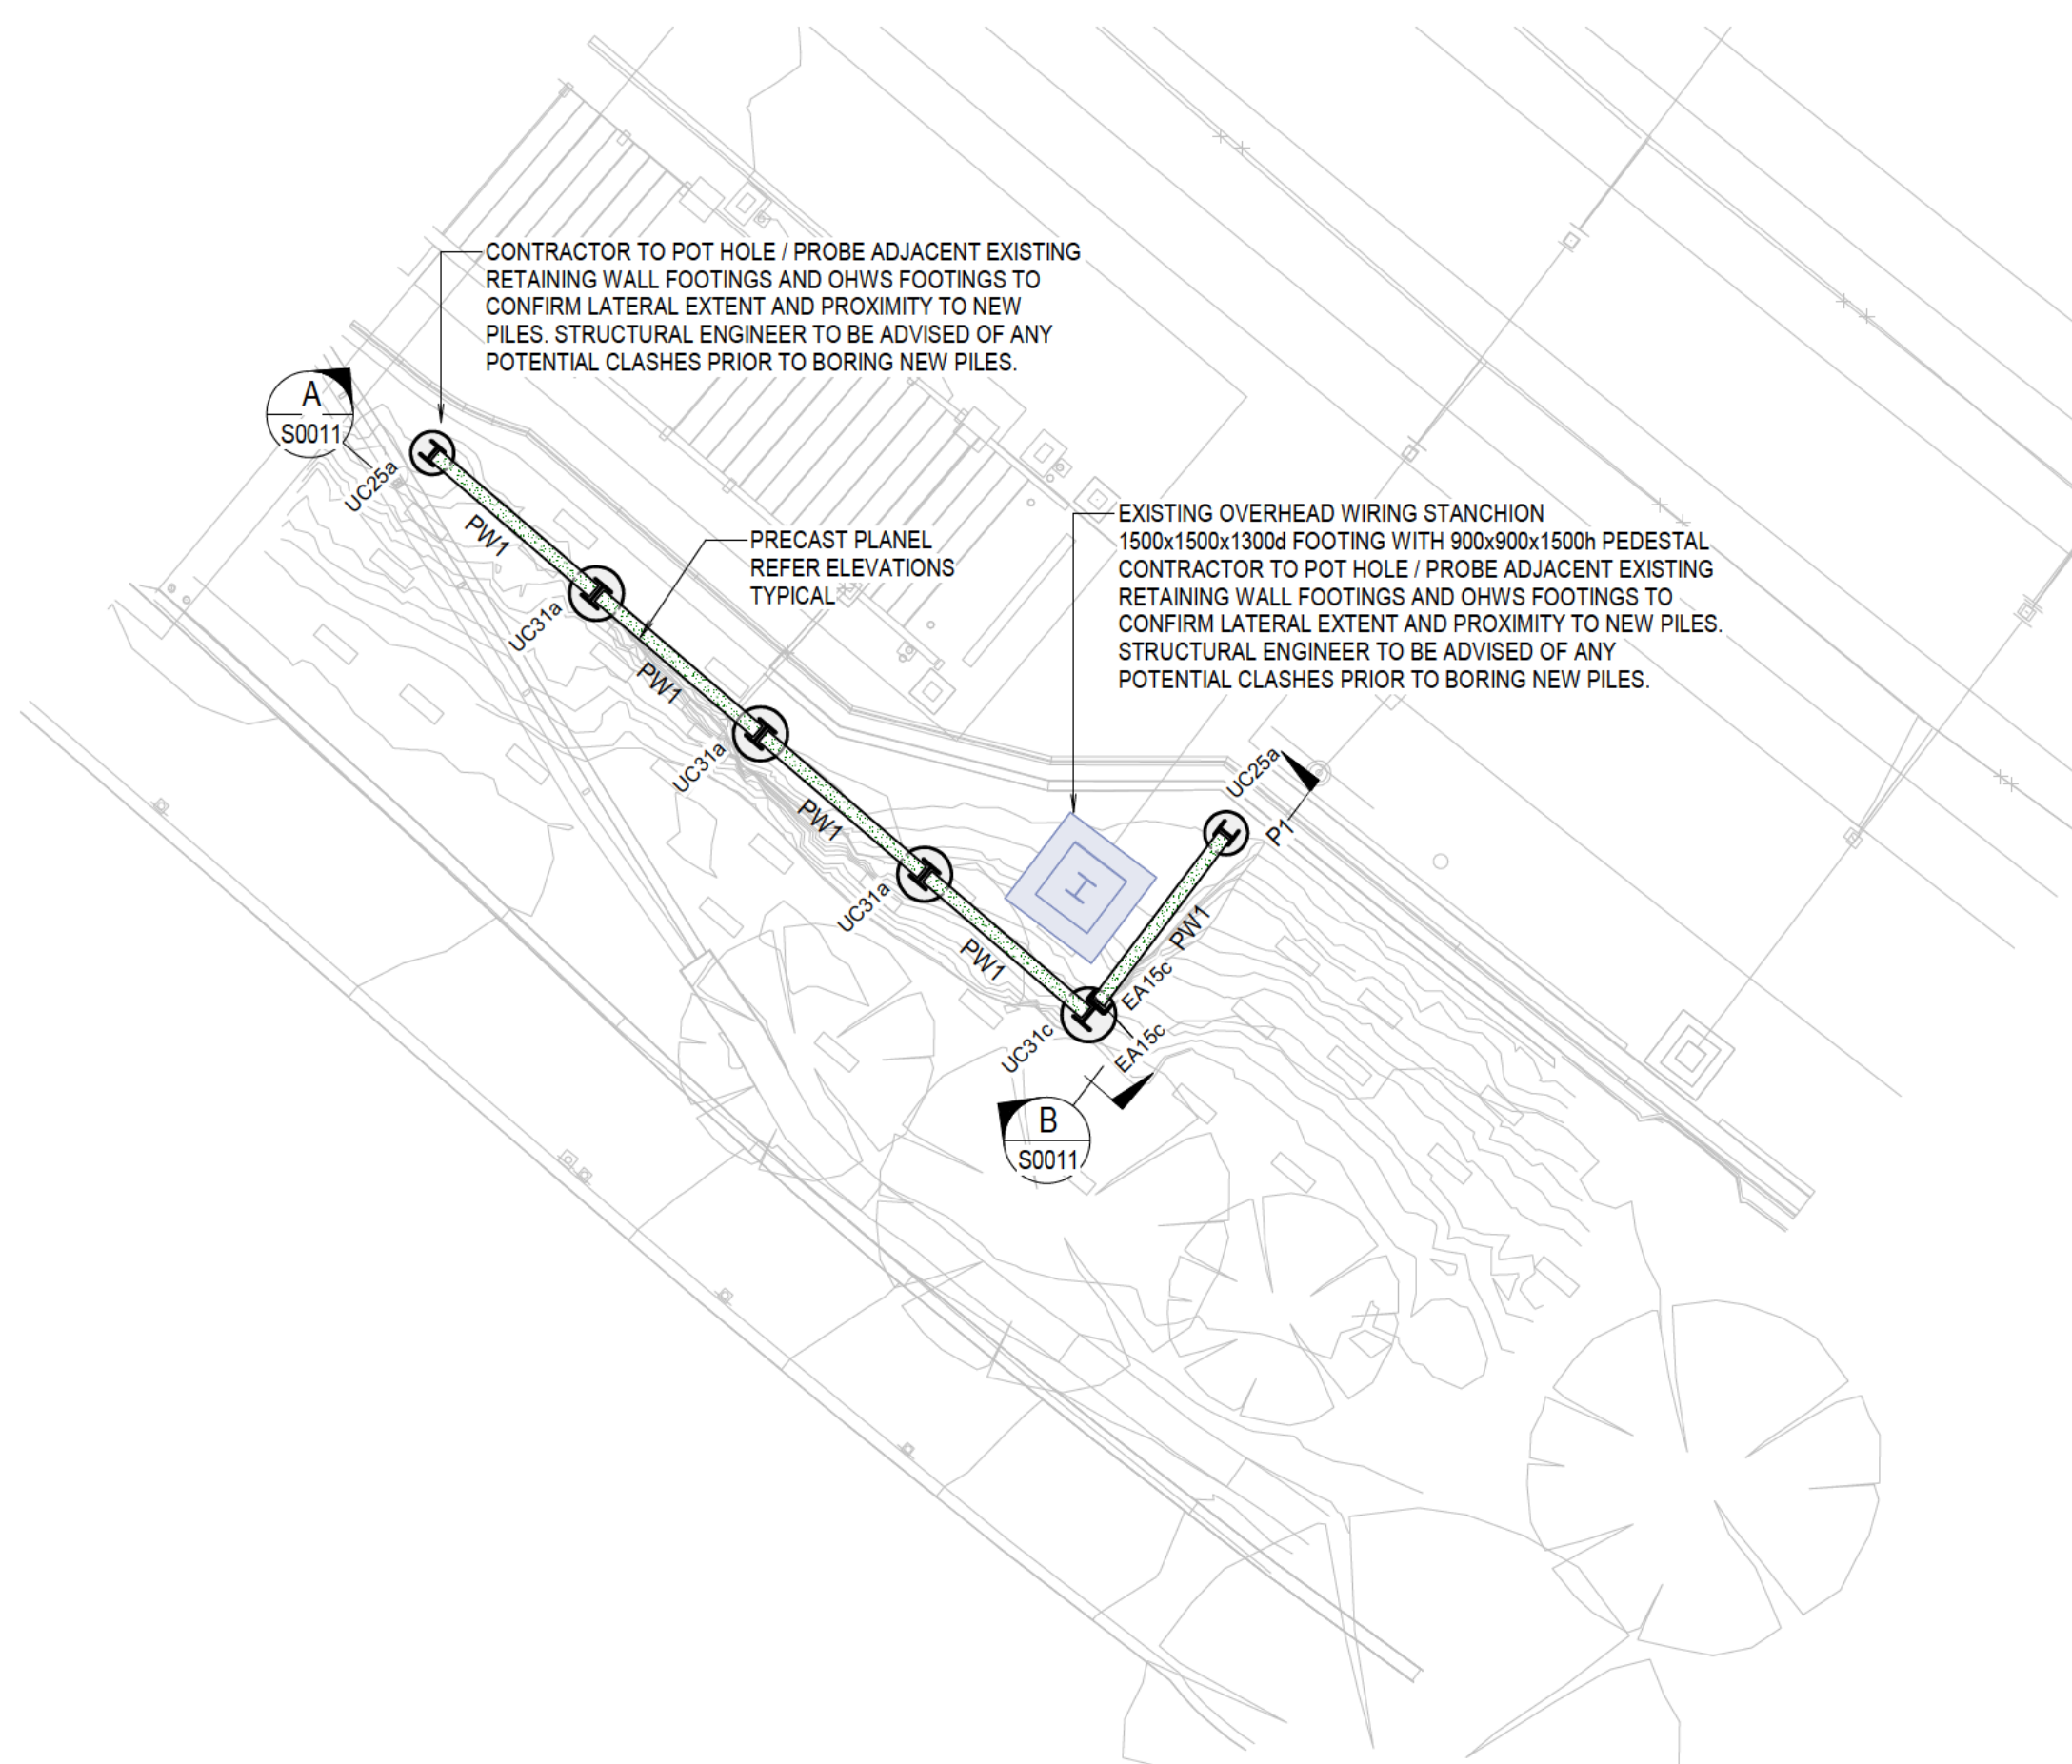 CONTRACTOR TO POT HOLE / PROBE ADJACENT EXISTING
RETAINING WALL FOOTINGS AND OHWS FOOTINGS TO
CONFIRM LATERAL EXTENT AND PROXIMITY TO NEW
PILES. STRUCTURAL ENGINEER TO BE ADVISED OF ANY
POTENTIAL CLASHES PRIOR TO BORING NEW PILES.
A
S0011
UC25a
PW1
EXISTING OVERHEAD WIRING STANCHION
1500x1500x1300d FOOTING WITH 900x900x1500h PEDESTAL
CONTRACTOR TO POT HOLE / PROBE ADJACENT EXISTING
RETAINING WALL FOOTINGS AND OHWS FOOTINGS TO
CONFIRM LATERAL EXTENT AND PROXIMITY TO NEW PILES.
STRUCTURAL ENGINEER TO BE ADVISED OF ANY
POTENTIAL CLASHES PRIOR TO BORING NEW PILES.
PRECAST PLANEL
REFER ELEVATIONS
TYPICAL
UC31a
PW1
UC31a
PW1
UC31a
PW1
UC25a
P1
PW1
EA15c
EA15c
UC31c
B
S0011